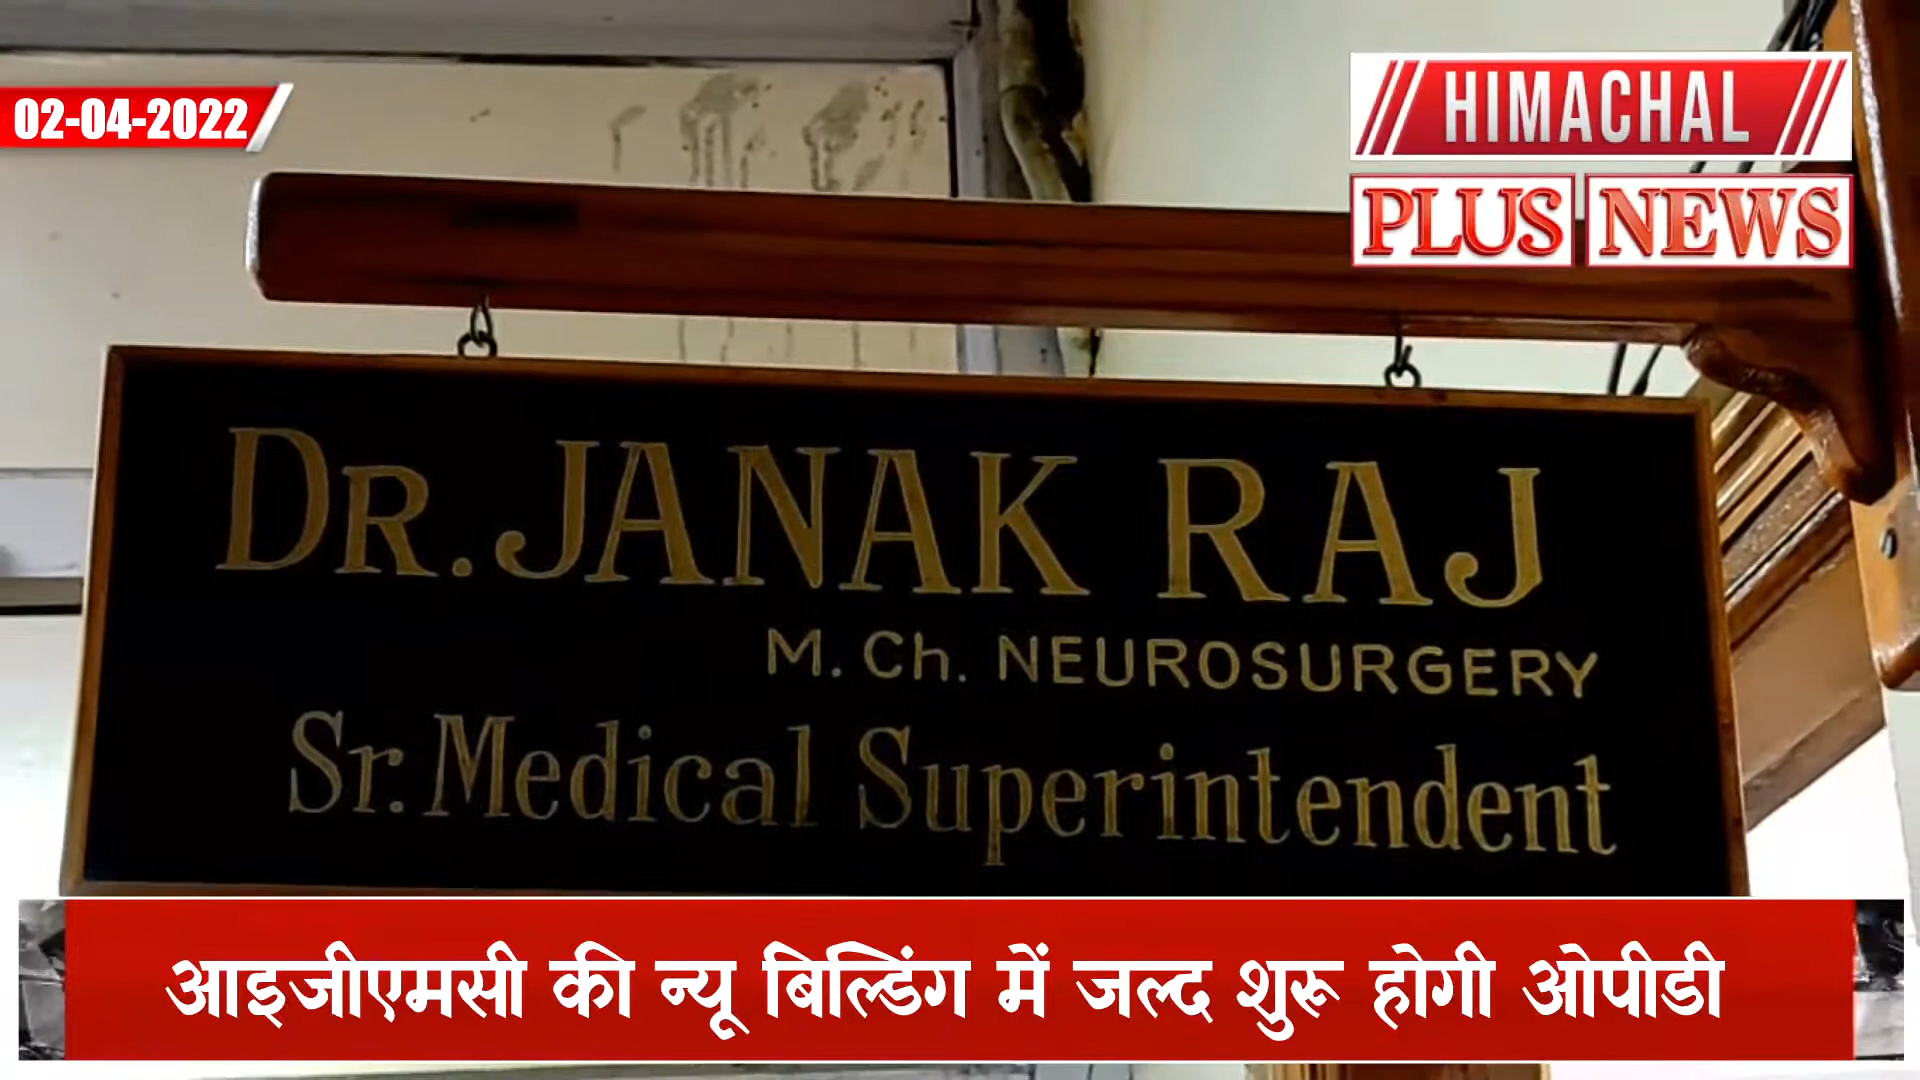 02-04-2022
HIMACHAL
PLUS NEWS
DR. JANAK RAJ
M. Ch. NEUROSURGERY
Sr. Medical Superintendent
आइजीएमसी की न्यू बिल्डिंग में जल्द शुरू होगी ओपीडी